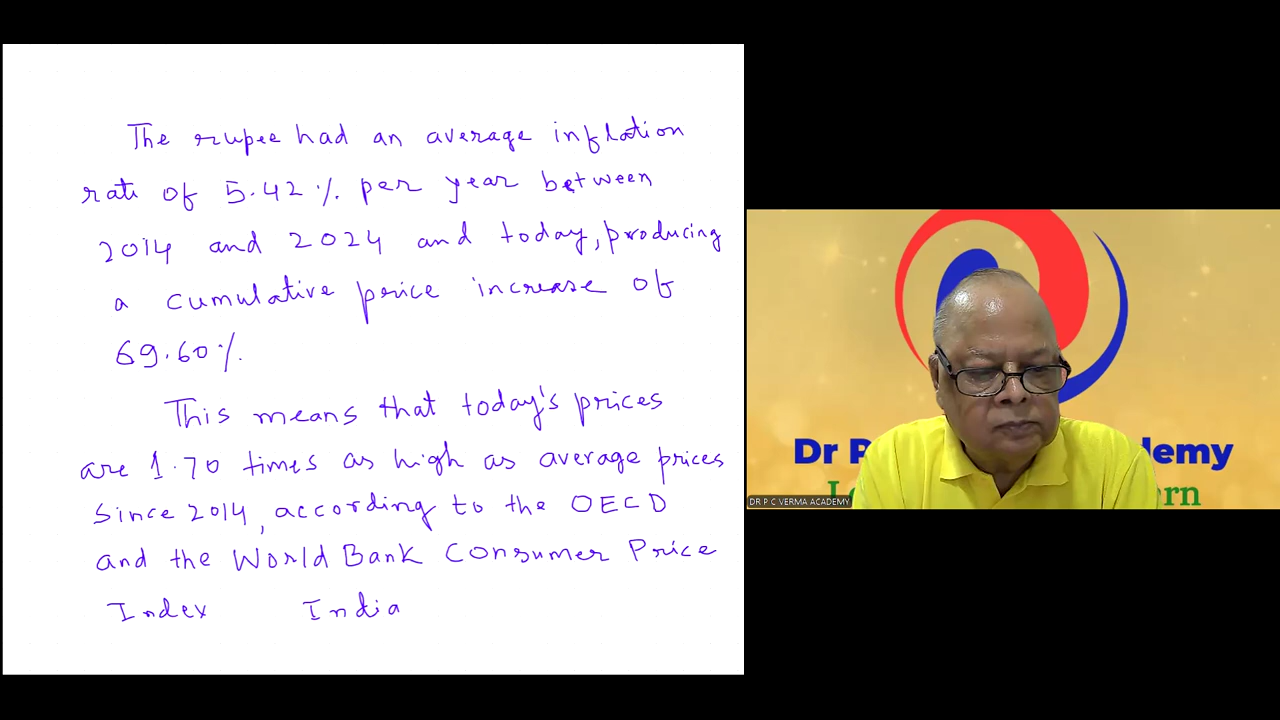 The rupee had an average inflation
rate of 5.42 % per year between
2014 and 2024 and today, producing
a cumulative price increase of
69.60 %.
This means that today's prices
are 1.70 times as high as average prices
since 2014, according to the OECD
and the World Bank Consumer Price
Index India
Dr P emy
DR P C VERMA ACADEMY